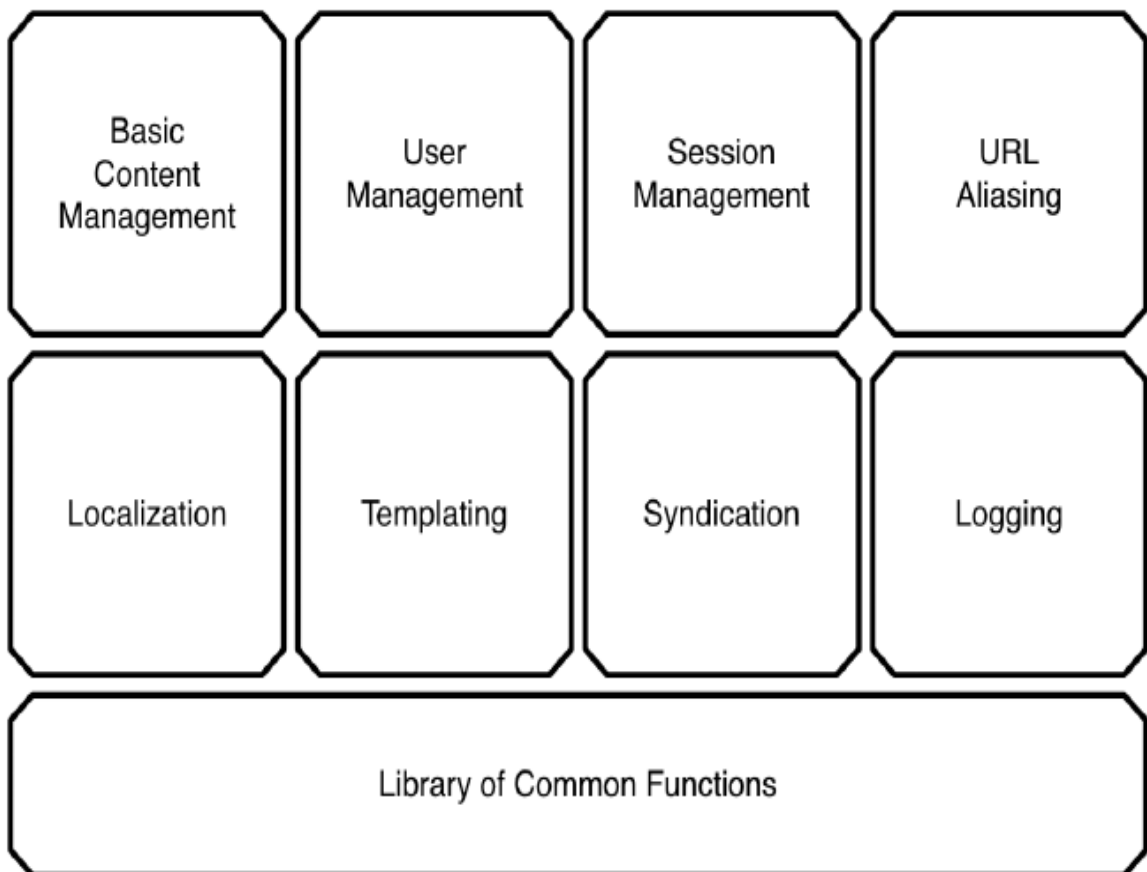 Basic
Content
Management
User
Management
Session
Management
URL
Aliasing
Localization
Templating
Syndication
Logging
Library of Common Functions